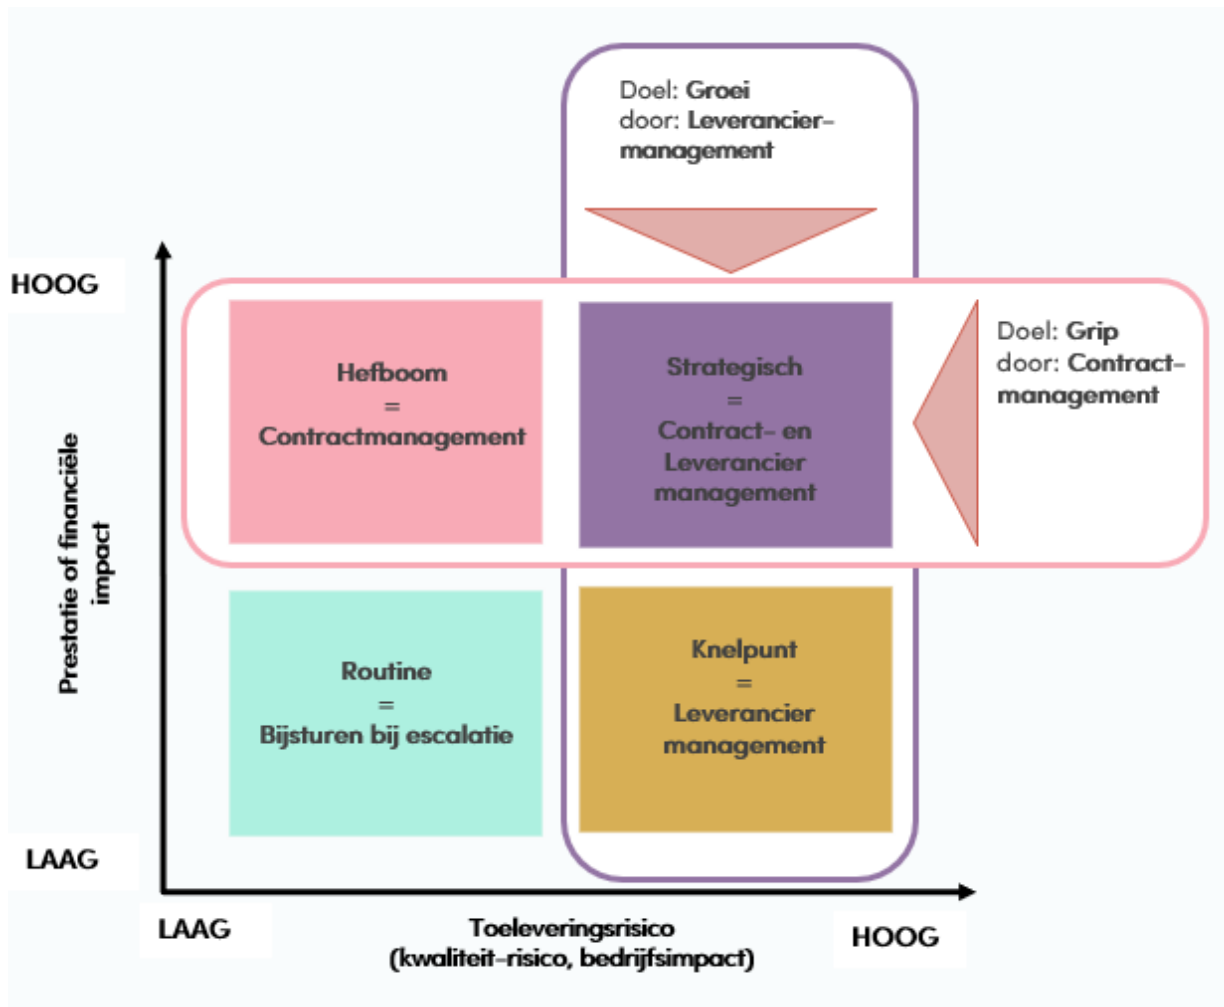 Doel: Groei
door: Leverancier-
management
HOOG
Hefboom
=
Contractmanagement
Strategisch
=
Contract- en
Leverancier
management
Doel: Grip
door: Contract-
management
Prestatie of financiële
impact
Routine
=
Bijsturen bij escalatie
Knelpunt
=
Leverancier
management
LAAG
LAAG
Toeleveringsrisico
(kwaliteit-risico, bedrijfsimpact)
HOOG